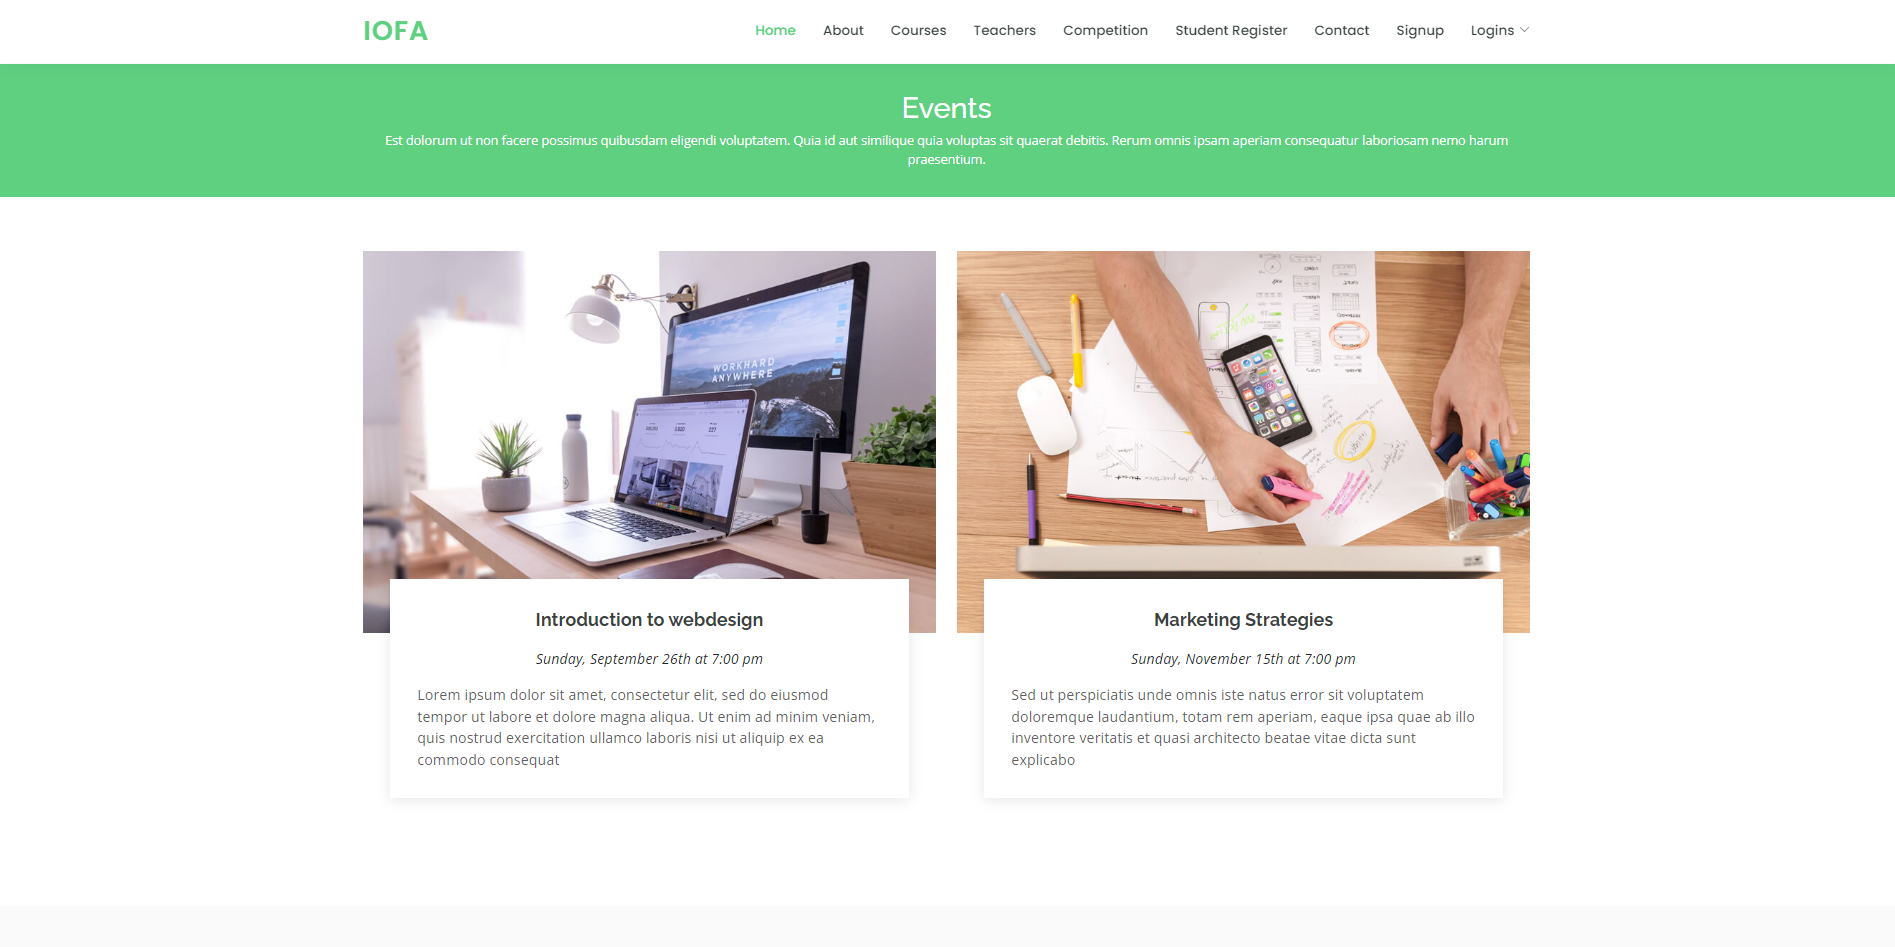 IOFA
Home About Courses Teachers Competition Student Register Contact Signup Logins
Events
Est dolorum ut non facere possimus quibusdam eligendi voluptatem. Quia id aut similique quia voluptas sit quaerat debitis. Rerum omnis ipsam aperiam consequatur laboriosam nemo harum
praesentium.
WORKHARD
ANYWHERE
Introduction to webdesign
Sunday, September 26th at 7:00 pm
Lorem ipsum dolor sit amet, consectetur elit, sed do eiusmod
tempor ut labore et dolore magna aliqua. Ut enim ad minim veniam,
quis nostrud exercitation ullamco laboris nisi ut aliquip ex ea
commodo consequat
Marketing Strategies
Sunday, November 15th at 7:00 pm
Sed ut perspiciatis unde omnis iste natus error sit voluptatem
doloremque laudantium, totam rem aperiam, eaque ipsa quae ab illo
inventore veritatis et quasi architecto beatae vitae dicta sunt
explicabo